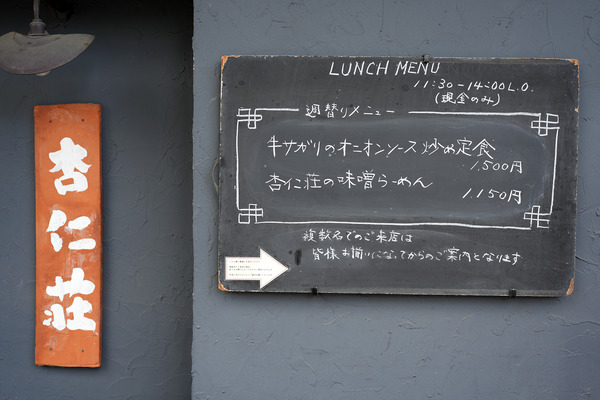 杏仁荘
LUNCH MENU
11:30-14:00 L.O.
(現金のみ)
週替りメニュー
牛サガリのオニオンソース炒め定食
1,500円
杏仁荘の味噌らーめん
1,150円
複数名でのご来店は
皆様お揃いになってからのご案内となります